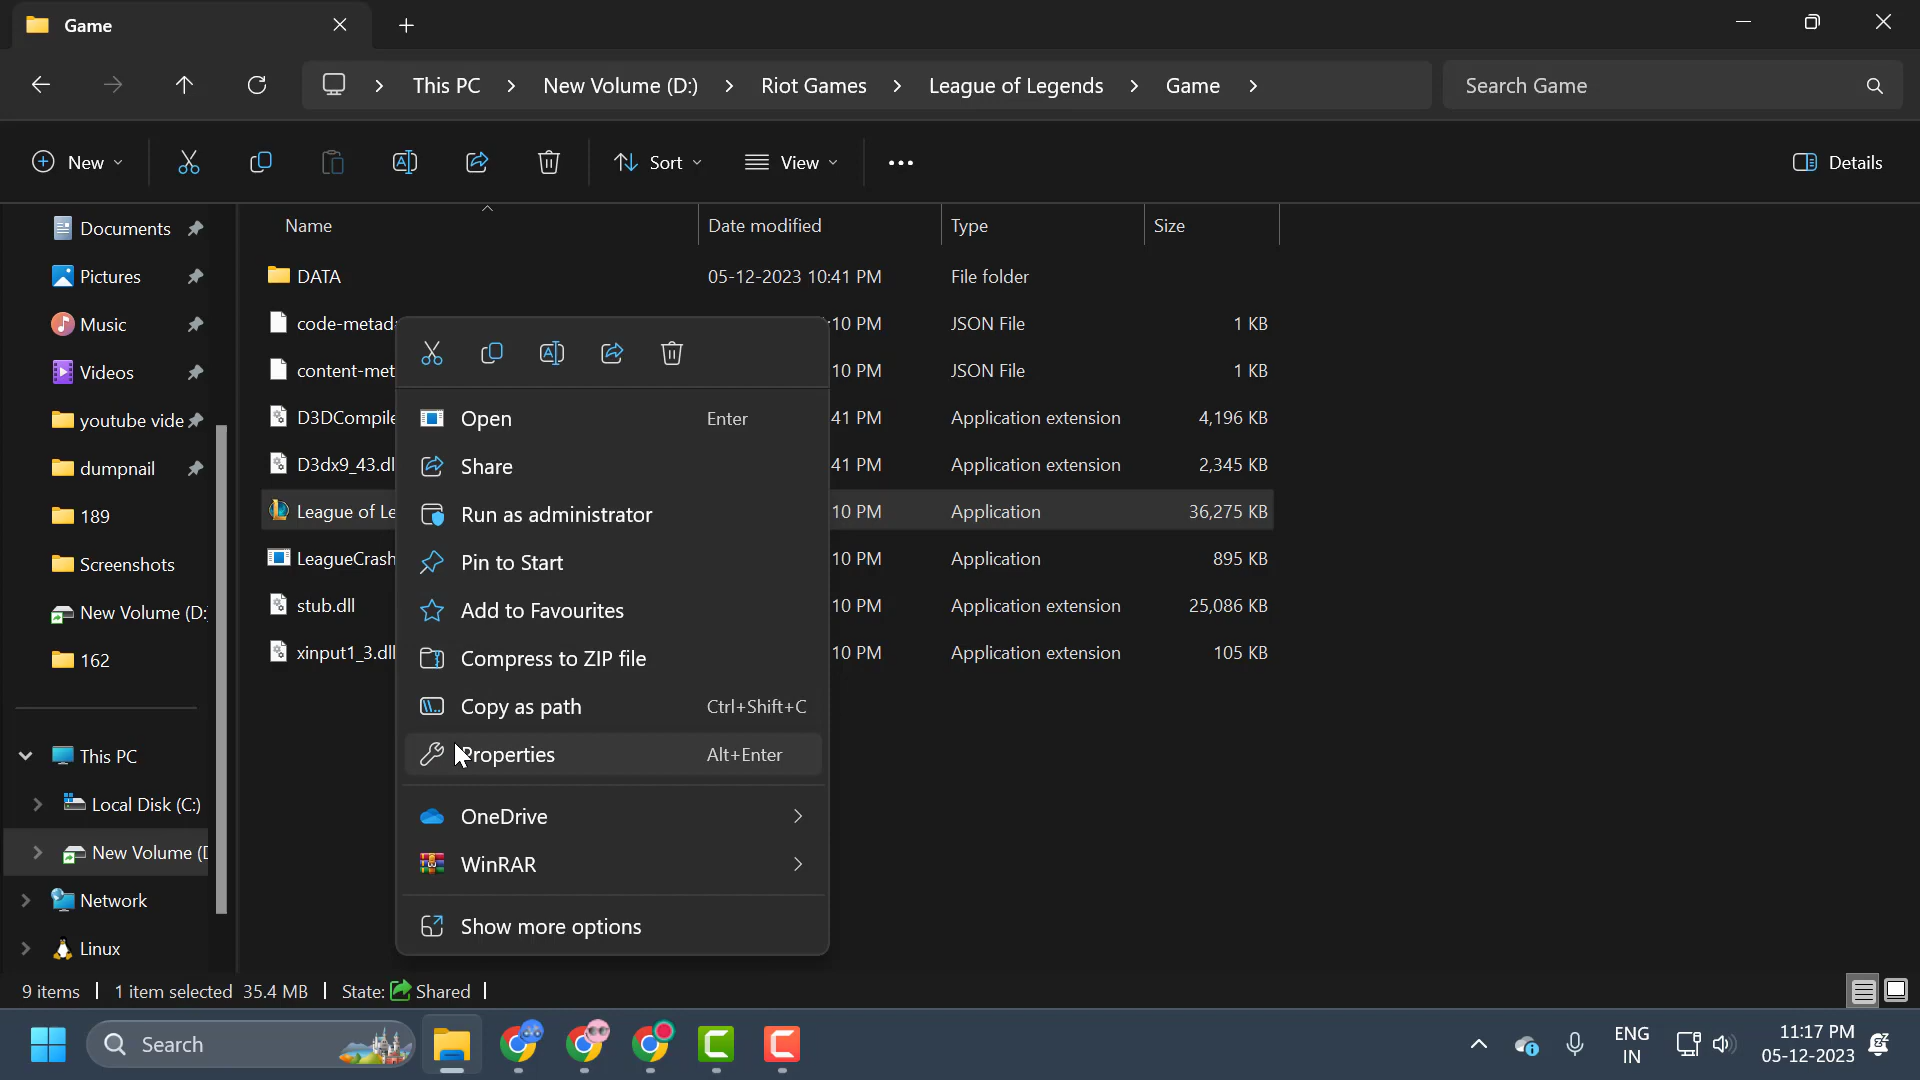 Game
This PC > New Volume (D:) > Riot Games > League of Legends > Game >
Search Game
New
Sort
View
Details
Name Date modified Type Size
Documents
Pictures
Music
Videos
youtube vide
dumpnail
189
Screenshots
New Volume (D:
162
This PC
Local Disk (C:)
New Volume (D
Network
Linux
DATA 05-12-2023 10:41 PM File folder
code-metada :10 PM JSON File 1 KB
content-met 10 PM JSON File 1 KB
D3DCompile 41 PM Application extension 4,196 KB
D3dx9_43.dl 41 PM Application extension 2,345 KB
League of Le 10 PM Application 36,275 KB
LeagueCrash 10 PM Application 895 KB
stub.dll 10 PM Application extension 25,086 KB
xinput1_3.dll 10 PM Application extension 105 KB
Open Enter
Share
Run as administrator
Pin to Start
Add to Favourites
Compress to ZIP file
Copy as path Ctrl+Shift+C
Properties Alt+Enter
OneDrive
WinRAR
Show more options
9 items | 1 item selected 35.4 MB | State: Shared |
Search
ENG
IN
11:17 PM
05-12-2023